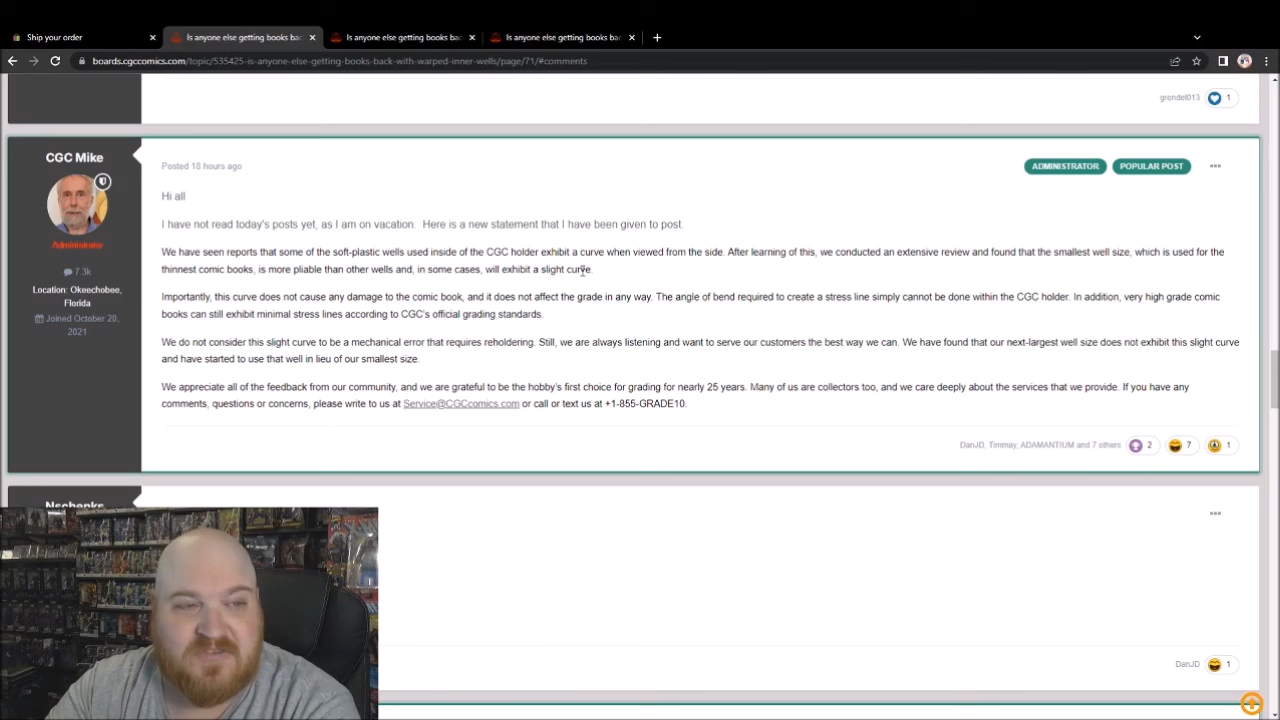 Ship your order
Is anyone else getting books bac
Is anyone else getting books bac
Is anyone else getting books ba
boards.cgccomics.com/topic/535425-is-anyone-else-getting-books-back-with-warped-inner-wells/page/71/#comments
grendel013 1
CGC Mike
Posted 18 hours ago
ADMINISTRATOR POPULAR POST
Administrator
7.3k
Location: Okeechobee,
Florida
Joined October 20,
2021
Hi all
I have not read today's posts yet, as I am on vacation. Here is a new statement that I have been given to post.
We have seen reports that some of the soft-plastic wells used inside of the CGC holder exhibit a curve when viewed from the side. After learning of this, we conducted an extensive review and found that the smallest well size, which is used for the
thinnest comic books, is more pliable than other wells and, in some cases, will exhibit a slight curve.
Importantly, this curve does not cause any damage to the comic book, and it does not affect the grade in any way. The angle of bend required to create a stress line simply cannot be done within the CGC holder. In addition, very high grade comic
books can still exhibit minimal stress lines according to CGC's official grading standards.
We do not consider this slight curve to be a mechanical error that requires reholdering. Still, we are always listening and want to serve our customers the best way we can. We have found that our next-largest well size does not exhibit this slight curve
and have started to use that well in lieu of our smallest size.
We appreciate all of the feedback from our community, and we are grateful to be the hobby's first choice for grading for nearly 25 years. Many of us are collectors too, and we care deeply about the services that we provide. If you have any
comments, questions or concerns, please write to us at Service@CGCcomics.com or call or text us at +1-855-GRADE10.
DanJD, Timmay, ADAMANTIUM and 7 others 2 7 1
Nschenks
DanJD 1